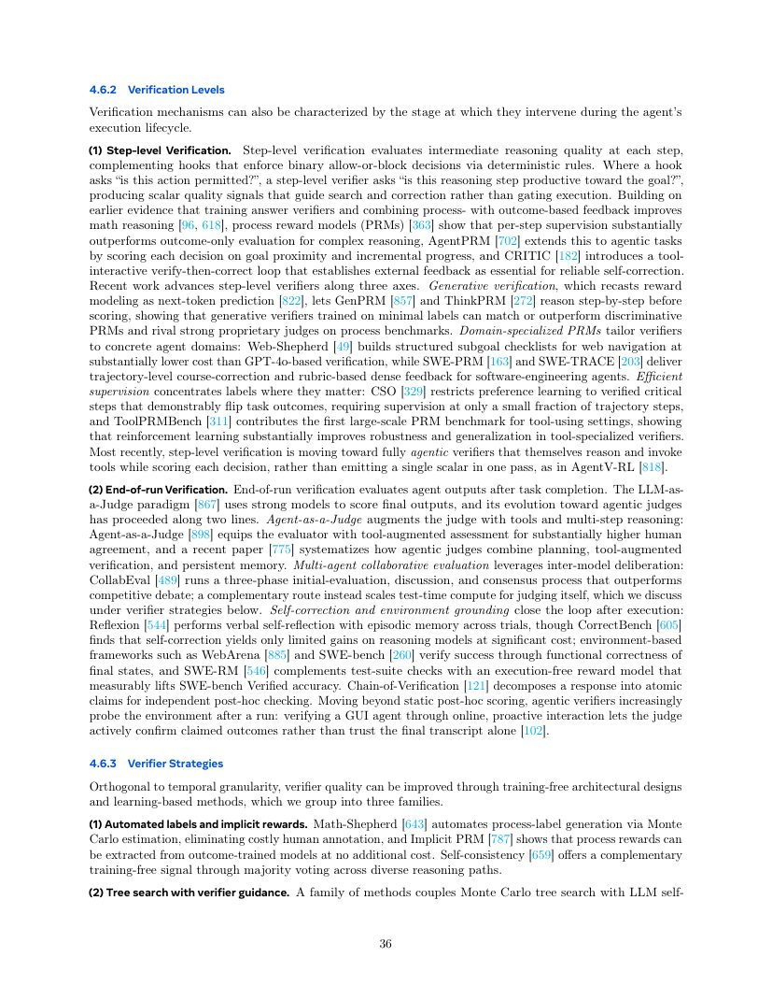 4.6.2 Verification Levels
Verification mechanisms can also be characterized by the stage at which they intervene during the agent's
execution lifecycle.
(1) Step-level Verification. Step-level verification evaluates intermediate reasoning quality at each step,
complementing hooks that enforce binary allow-or-block decisions via deterministic rules. Where a hook
asks “is this action permitted?”, a step-level verifier asks “is this reasoning step productive toward the goal?”,
producing scalar quality signals that guide search and correction rather than gating execution. Building on
earlier evidence that training answer verifiers and combining process- with outcome-based feedback improves
math reasoning [96, 618], process reward models (PRMs) [363] show that per-step supervision substantially
outperforms outcome-only evaluation for complex reasoning, AgentPRM [702] extends this to agentic tasks
by scoring each decision on goal proximity and incremental progress, and CRITIC [182] introduces a tool-
interactive verify-then-correct loop that establishes external feedback as essential for reliable self-correction.
Recent work advances step-level verifiers along three axes. Generative verification, which recasts reward
modeling as next-token prediction [822], lets GenPRM [857] and ThinkPRM [272] reason step-by-step before
scoring, showing that generative verifiers trained on minimal labels can match or outperform discriminative
PRMs and rival strong proprietary judges on process benchmarks. Domain-specialized PRMs tailor verifiers
to concrete agent domains: Web-Shepherd [49] builds structured subgoal checklists for web navigation at
substantially lower cost than GPT-4o-based verification, while SWE-PRM [163] and SWE-TRACE [203] deliver
trajectory-level course-correction and rubric-based dense feedback for software-engineering agents. Efficient
supervision concentrates labels where they matter: CSO [329] restricts preference learning to verified critical
steps that demonstrably flip task outcomes, requiring supervision at only a small fraction of trajectory steps,
and ToolPRMBench [311] contributes the first large-scale PRM benchmark for tool-using settings, showing
that reinforcement learning substantially improves robustness and generalization in tool-specialized verifiers.
Most recently, step-level verification is moving toward fully agentic verifiers that themselves reason and invoke
tools while scoring each decision, rather than emitting a single scalar in one pass, as in AgentV-RL [818].
(2) End-of-run Verification. End-of-run verification evaluates agent outputs after task completion. The LLM-as-
a-Judge paradigm [867] uses strong models to score final outputs, and its evolution toward agentic judges
has proceeded along two lines. Agent-as-a-Judge augments the judge with tools and multi-step reasoning:
Agent-as-a-Judge [898] equips the evaluator with tool-augmented assessment for substantially higher human
agreement, and a recent paper [775] systematizes how agentic judges combine planning, tool-augmented
verification, and persistent memory. Multi-agent collaborative evaluation leverages inter-model deliberation:
CollabEval [489] runs a three-phase initial-evaluation, discussion, and consensus process that outperforms
competitive debate; a complementary route instead scales test-time compute for judging itself, which we discuss
under verifier strategies below. Self-correction and environment grounding close the loop after execution:
Reflexion [544] performs verbal self-reflection with episodic memory across trials, though CorrectBench [605]
finds that self-correction yields only limited gains on reasoning models at significant cost; environment-based
frameworks such as WebArena [885] and SWE-bench [260] verify success through functional correctness of
final states, and SWE-RM [546] complements test-suite checks with an execution-free reward model that
measurably lifts SWE-bench Verified accuracy. Chain-of-Verification [121] decomposes a response into atomic
claims for independent post-hoc checking. Moving beyond static post-hoc scoring, agentic verifiers increasingly
probe the environment after a run: verifying a GUI agent through online, proactive interaction lets the judge
actively confirm claimed outcomes rather than trust the final transcript alone [102].
4.6.3 Verifier Strategies
Orthogonal to temporal granularity, verifier quality can be improved through training-free architectural designs
and learning-based methods, which we group into three families.
(1) Automated labels and implicit rewards. Math-Shepherd [643] automates process-label generation via Monte
Carlo estimation, eliminating costly human annotation, and Implicit PRM [787] shows that process rewards can
be extracted from outcome-trained models at no additional cost. Self-consistency [659] offers a complementary
training-free signal through majority voting across diverse reasoning paths.
(2) Tree search with verifier guidance. A family of methods couples Monte Carlo tree search with LLM self-
36